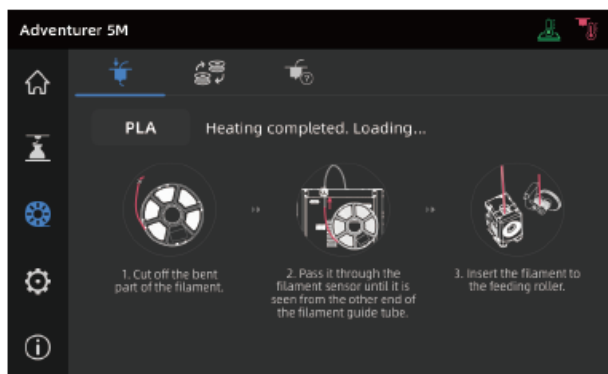 Adventurer 5M
PLA
Heating completed. Loading...
1. Cut off the bent
part of the filament.
2. Pass it through the
filament sensor until it is
seen from the other end of
the filament guide tube.
3. Insert the filament to
the feeding roller.